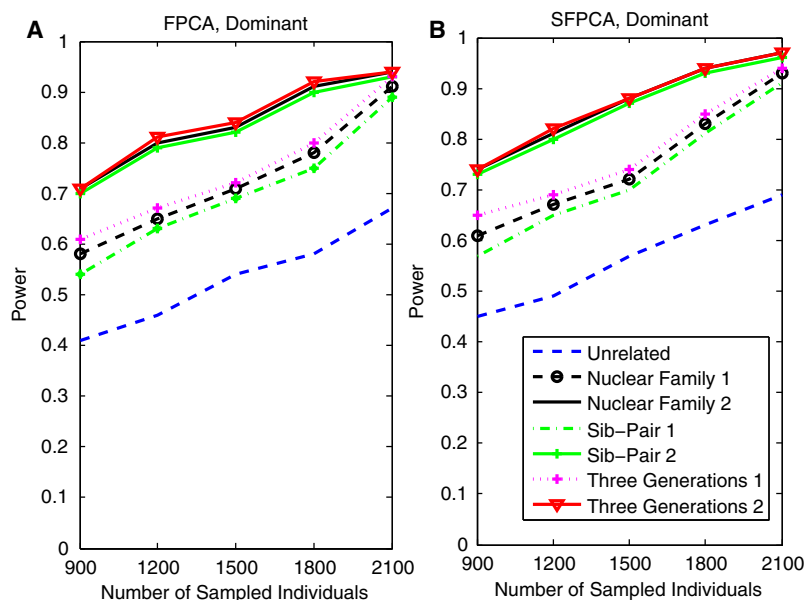 A
FPCA, Dominant
Power
1
0.9
0.8
0.7
0.6
0.5
0.4
0.3
0.2
0.1
0
900 1200 1500 1800 2100
Number of Sampled Individuals
B
SFPCA, Dominant
Power
1
0.9
0.8
0.7
0.6
0.5
0.4
0.3
0.2
0.1
0
900 1200 1500 1800 2100
Number of Sampled Individuals
Unrelated
Nuclear Family 1
Nuclear Family 2
Sib-Pair 1
Sib-Pair 2
Three Generations 1
Three Generations 2